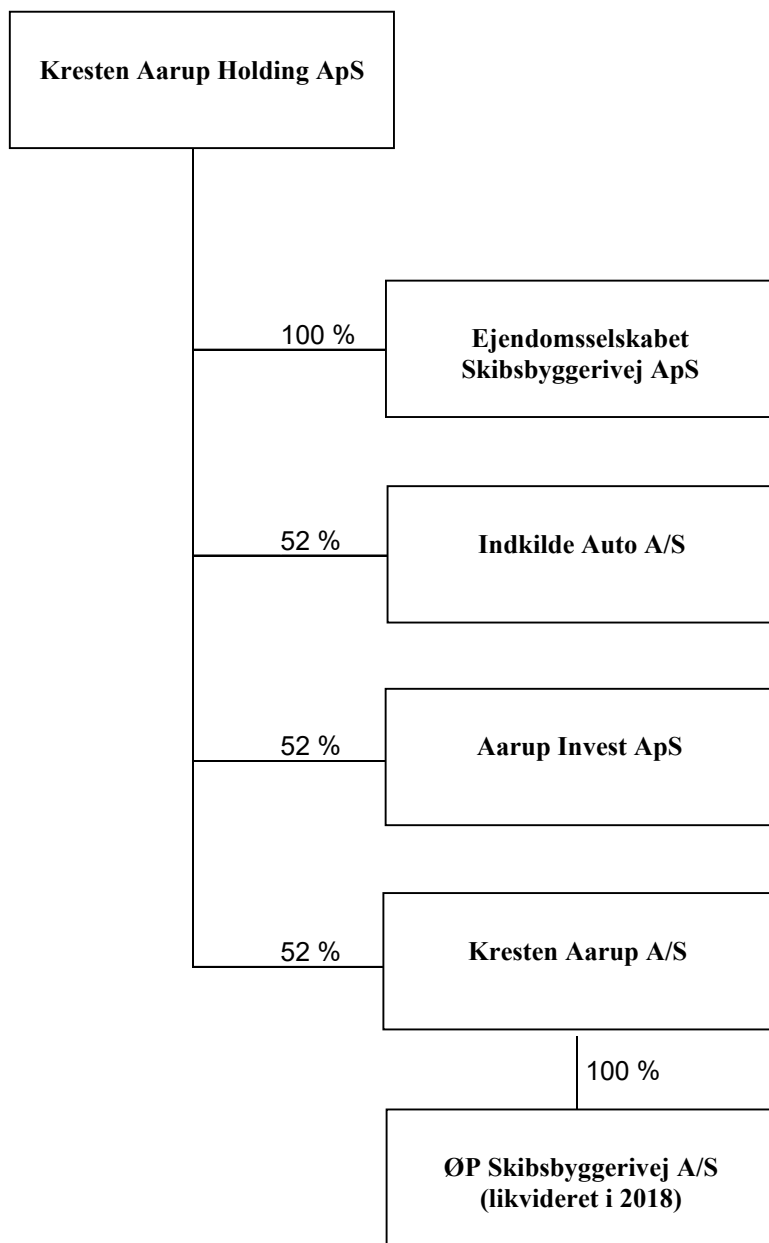 Kresten Aarup Holding ApS
100 %
Ejendomsselskabet
Skibsbyggerivej ApS
52 %
Indkilde Auto A/S
52 %
Aarup Invest ApS
52 %
Kresten Aarup A/S
100 %
ØP Skibsbyggerivej A/S
(likvideret i 2018)